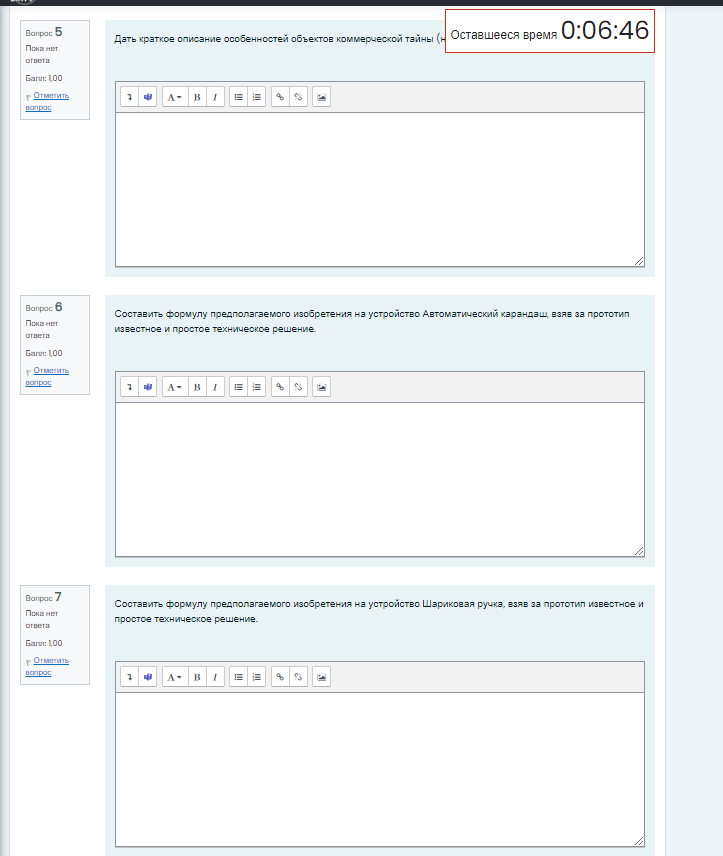 Оставшееся время 0:06:46
Вопрос 5
Пока нет
ответа
Балл: 1,00
Отметить
вопрос
Дать краткое описание особенностей объектов коммерческой тайны (н
A B I
Вопрос 6
Пока нет
ответа
Балл: 1,00
Отметить
вопрос
Составить формулу предполагаемого изобретения на устройство Автоматический карандаш, взяв за прототип
известное и простое техническое решение.
A B I
Вопрос 7
Пока нет
ответа
Балл: 1,00
Отметить
вопрос
Составить формулу предполагаемого изобретения на устройство Шариковая ручка, взяв за прототип известное и
простое техническое решение.
A B I